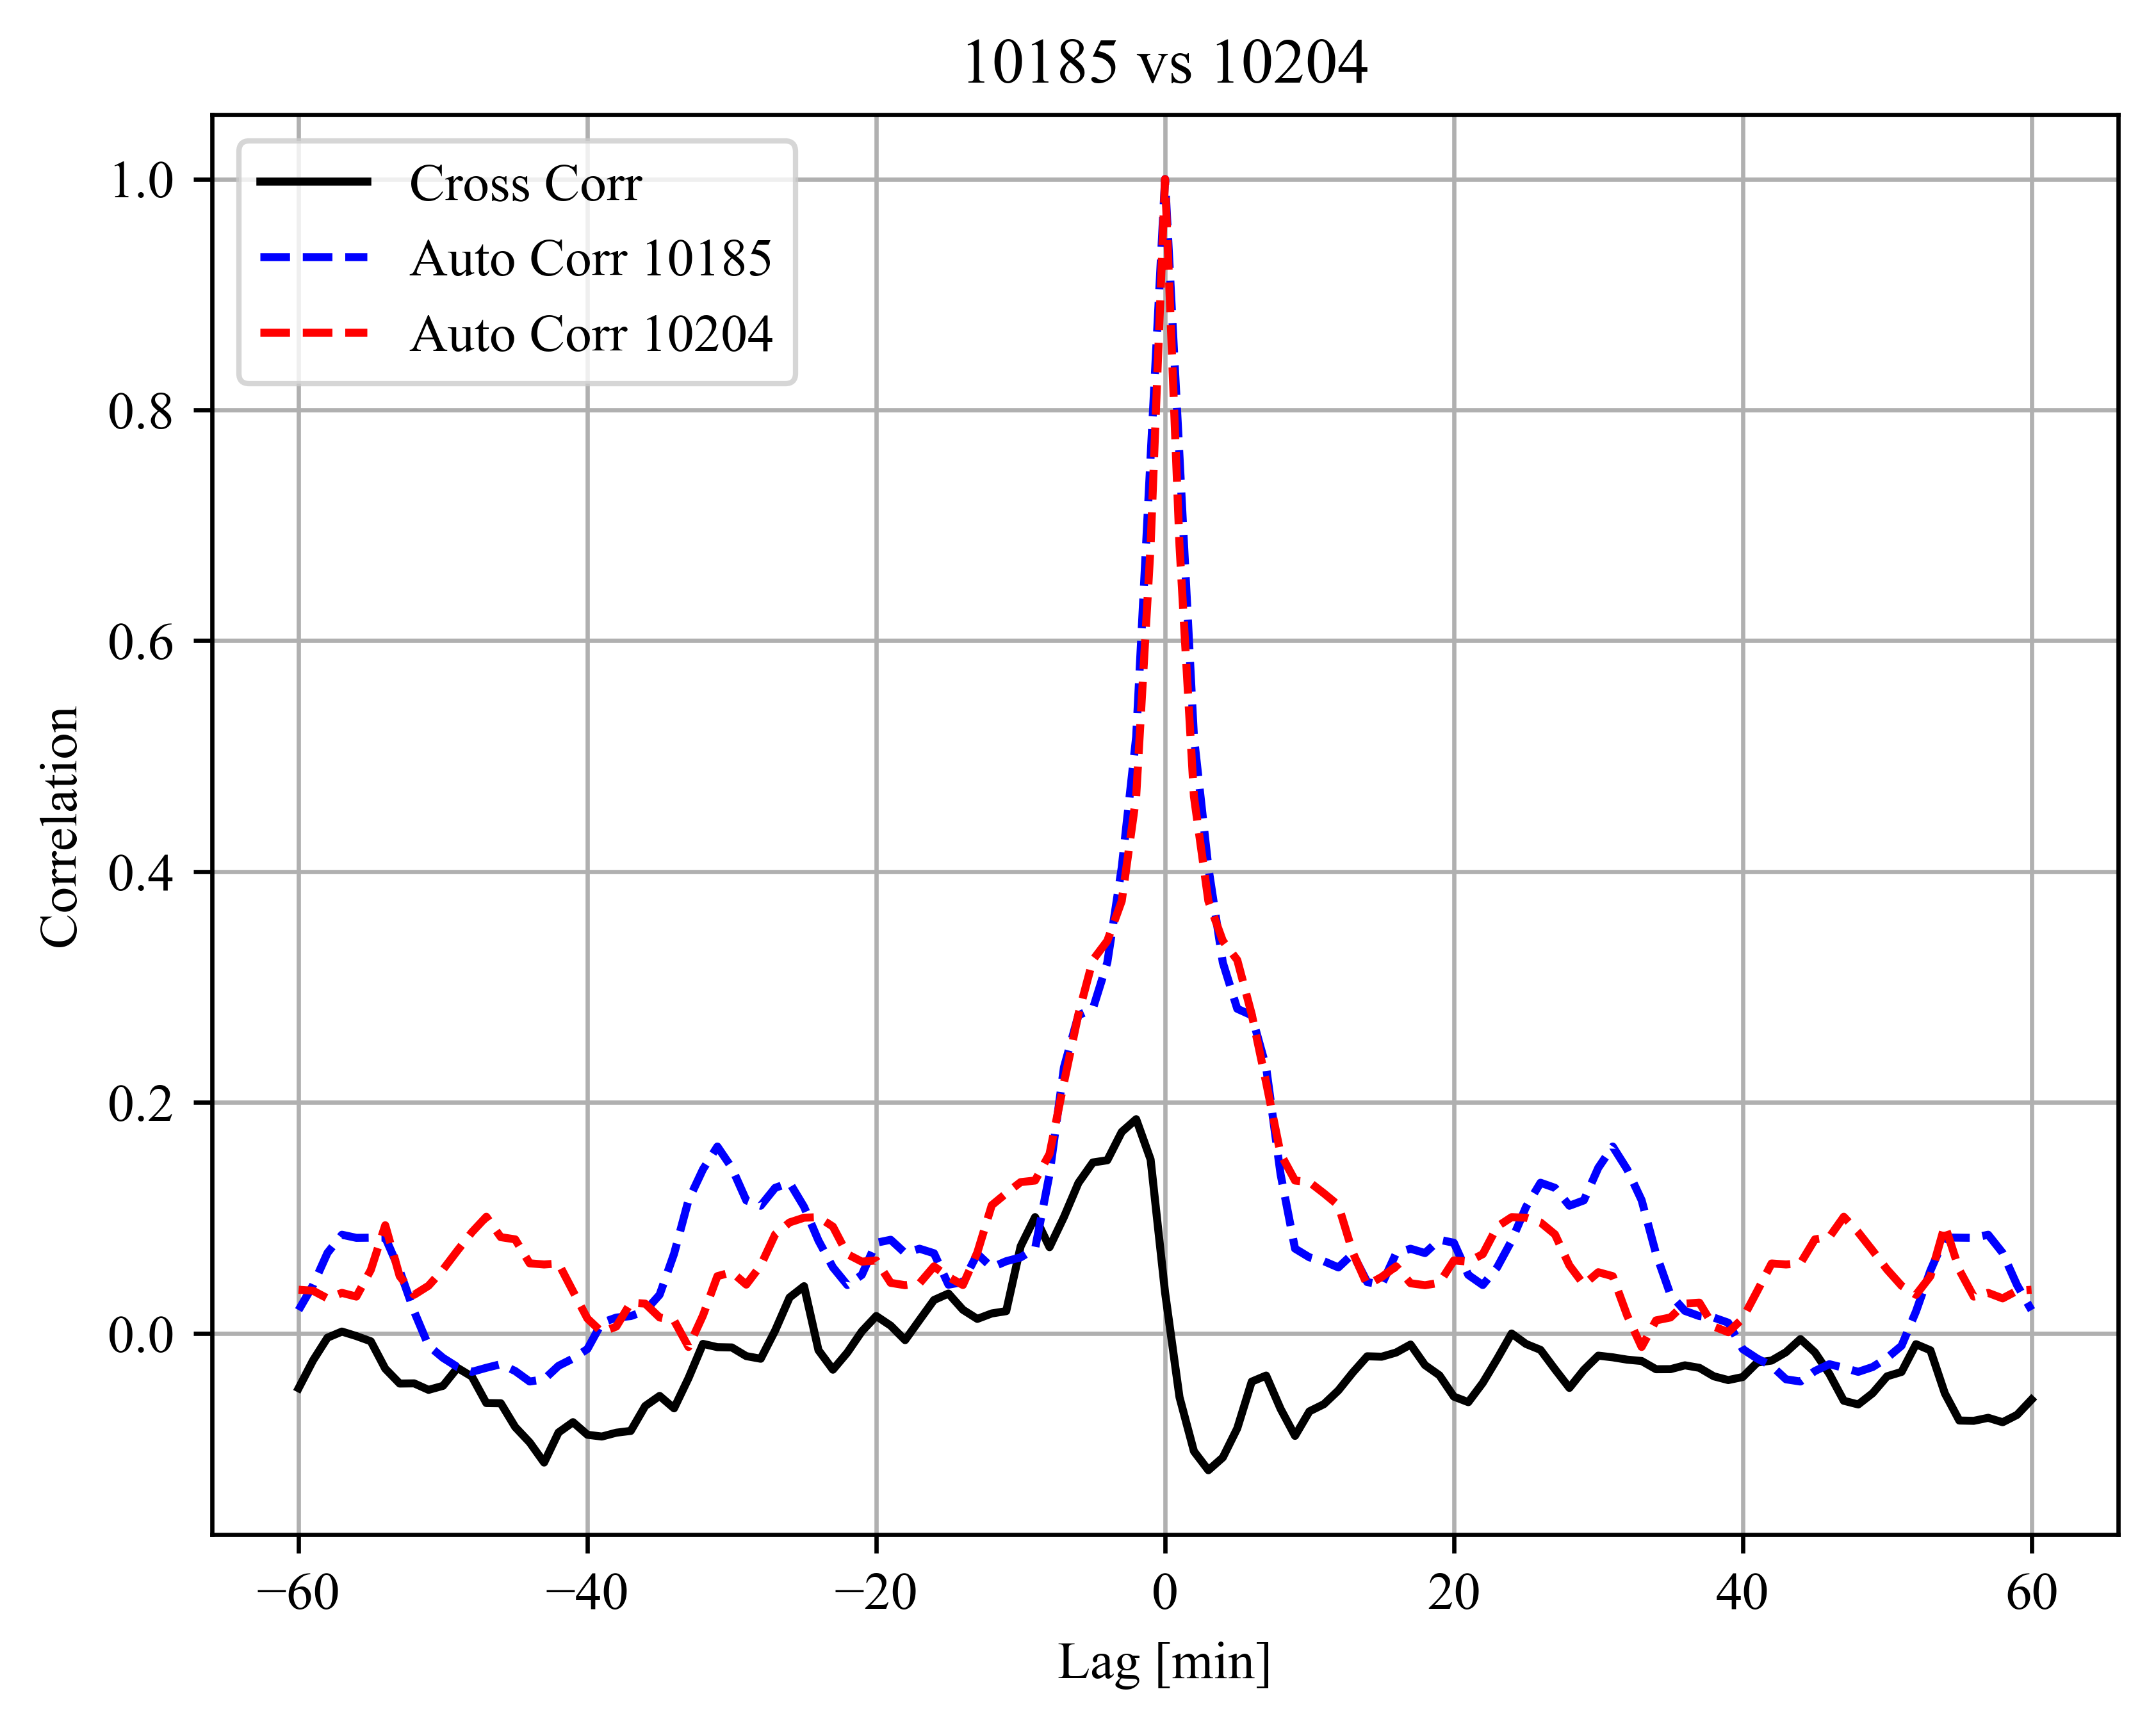 10185 vs 10204
Cross Corr
Auto Corr 10185
Auto Corr 10204
1.0
0.8
0.6
0.4
0.2
0.0
Correlation
−60 −40 −20 0 20 40 60
Lag [min]